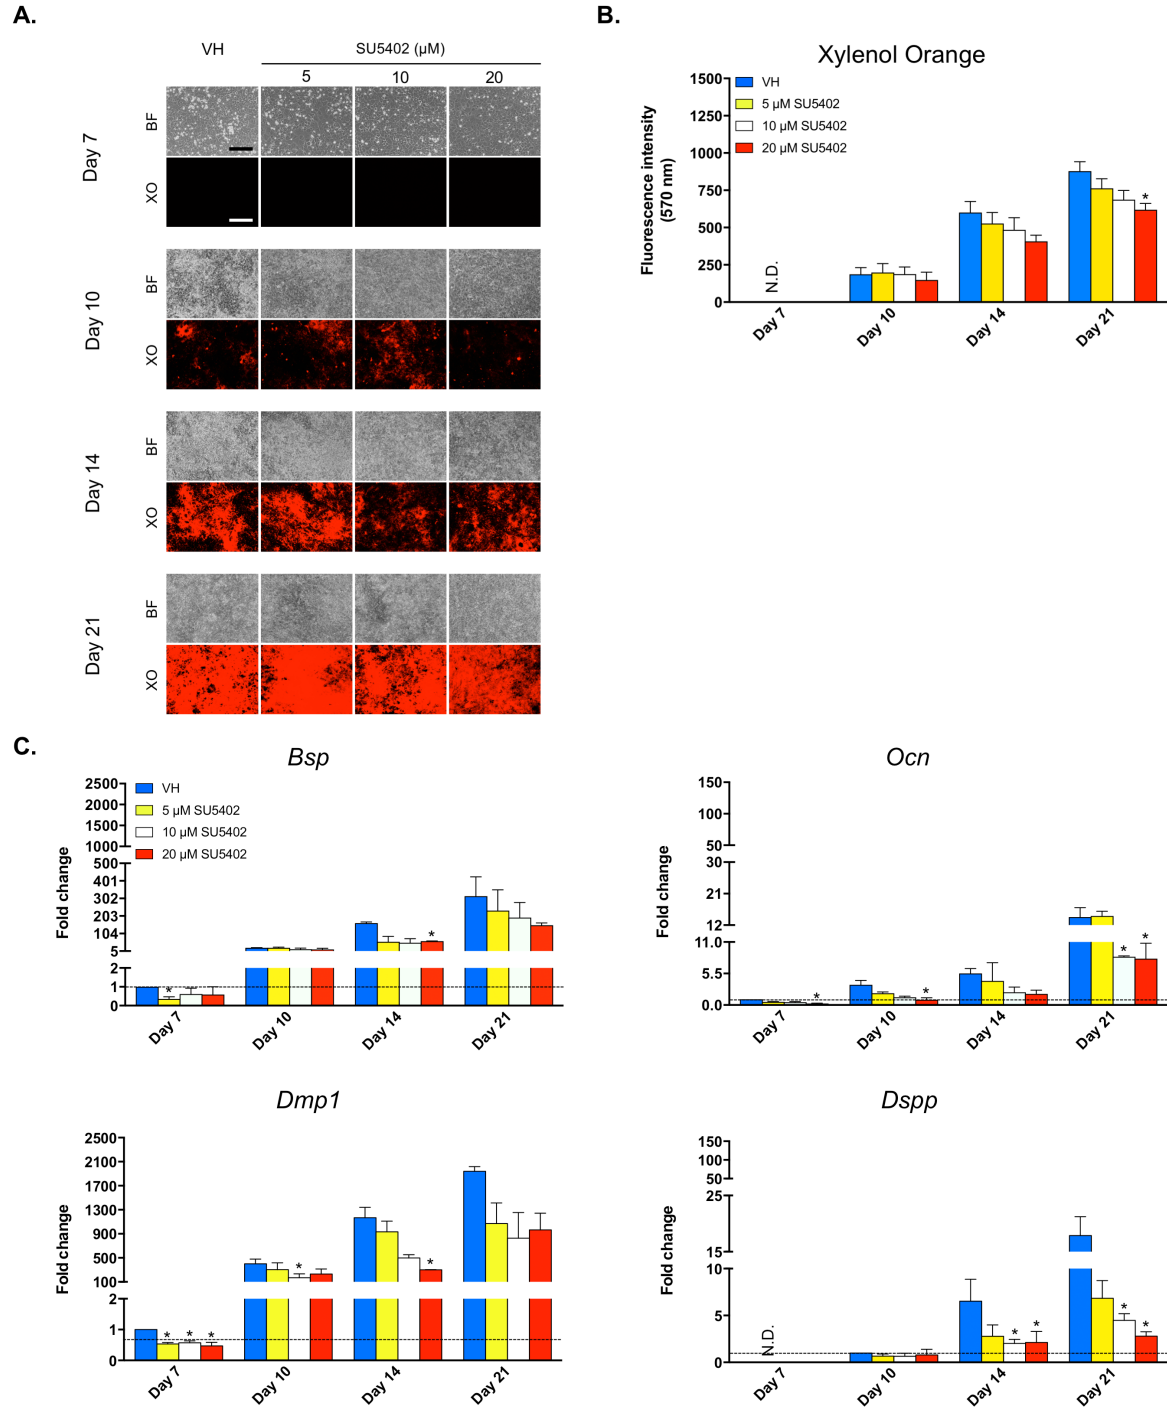 A.
VH
SU5402 (µM)
5
10
20
Day 7
BF
XO
Day 10
BF
XO
Day 14
BF
XO
Day 21
BF
XO
B.
Xylenol Orange
VH
5 µM SU5402
10 µM SU5402
20 µM SU5402
Fluorescence intensity
(570 nm)
1500
1250
1000
750
500
250
0
N.D.
*
Day 7
Day 10
Day 14
Day 21
C.
Bsp
VH
5 µM SU5402
10 µM SU5402
20 µM SU5402
Fold change
2500
2000
1500
1000
500
401
302
203
104
5
2
1
0
*
*
Day 7
Day 10
Day 14
Day 21
Ocn
Fold change
150
100
50
30
21
12
11.0
5.5
0.0
*
*
*
*
Day 7
Day 10
Day 14
Day 21
Dmp1
Fold change
2500
2100
1700
1300
900
500
100
2
1
0
*
*
*
*
*
Day 7
Day 10
Day 14
Day 21
Dspp
Fold change
150
100
50
25
15
10
5
0
N.D.
*
*
*
*
Day 7
Day 10
Day 14
Day 21